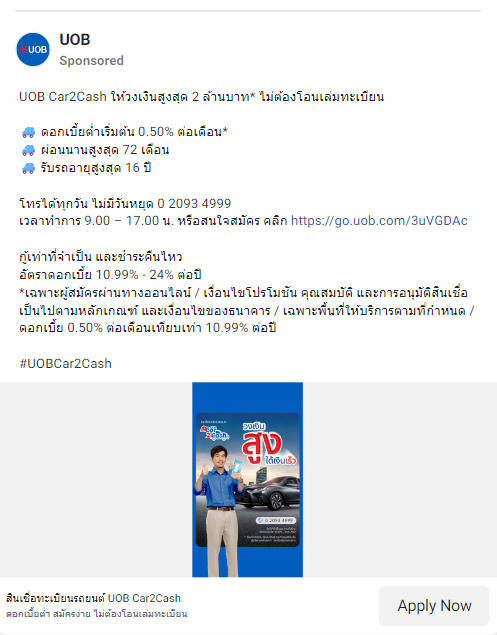 UOB
UOB
Sponsored
UOB Car2Cash ให้วงเงินสูงสุด 2 ล้านบาท* ไม่ต้องโอนเล่มทะเบียน
ดอกเบี้ยต่ำเริ่มต้น 0.50% ต่อเดือน*
ผ่อนนานสูงสุด 72 เดือน
รับรถอายุสูงสุด 16 ปี
โทรได้ทุกวัน ไม่มีวันหยุด 0 2093 4999
เวลาทำการ 9.00 – 17.00 น. หรือสนใจสมัคร คลิก https://go.uob.com/3uVGDAc
กู้เท่าที่จำเป็น และชำระคืนไหว
อัตราดอกเบี้ย 10.99% - 24% ต่อปี
*เฉพาะผู้สมัครผ่านทางออนไลน์ / เงื่อนไขโปรโมชัน คุณสมบัติ และการอนุมัติสินเชื่อ
เป็นไปตามหลักเกณฑ์ และเงื่อนไขของธนาคาร / เฉพาะพื้นที่ให้บริการตามที่กำหนด /
ดอกเบี้ย 0.50% ต่อเดือนเทียบเท่า 10.99% ต่อปี
#UOBCar2Cash
วงเงิน
สูง
ได้เงินเร็ว
0 2093 4999
สินเชื่อทะเบียนรถยนต์ UOB Car2Cash
ดอกเบี้ยต่ำ สมัครง่าย ไม่ต้องโอนเล่มทะเบียน
Apply Now